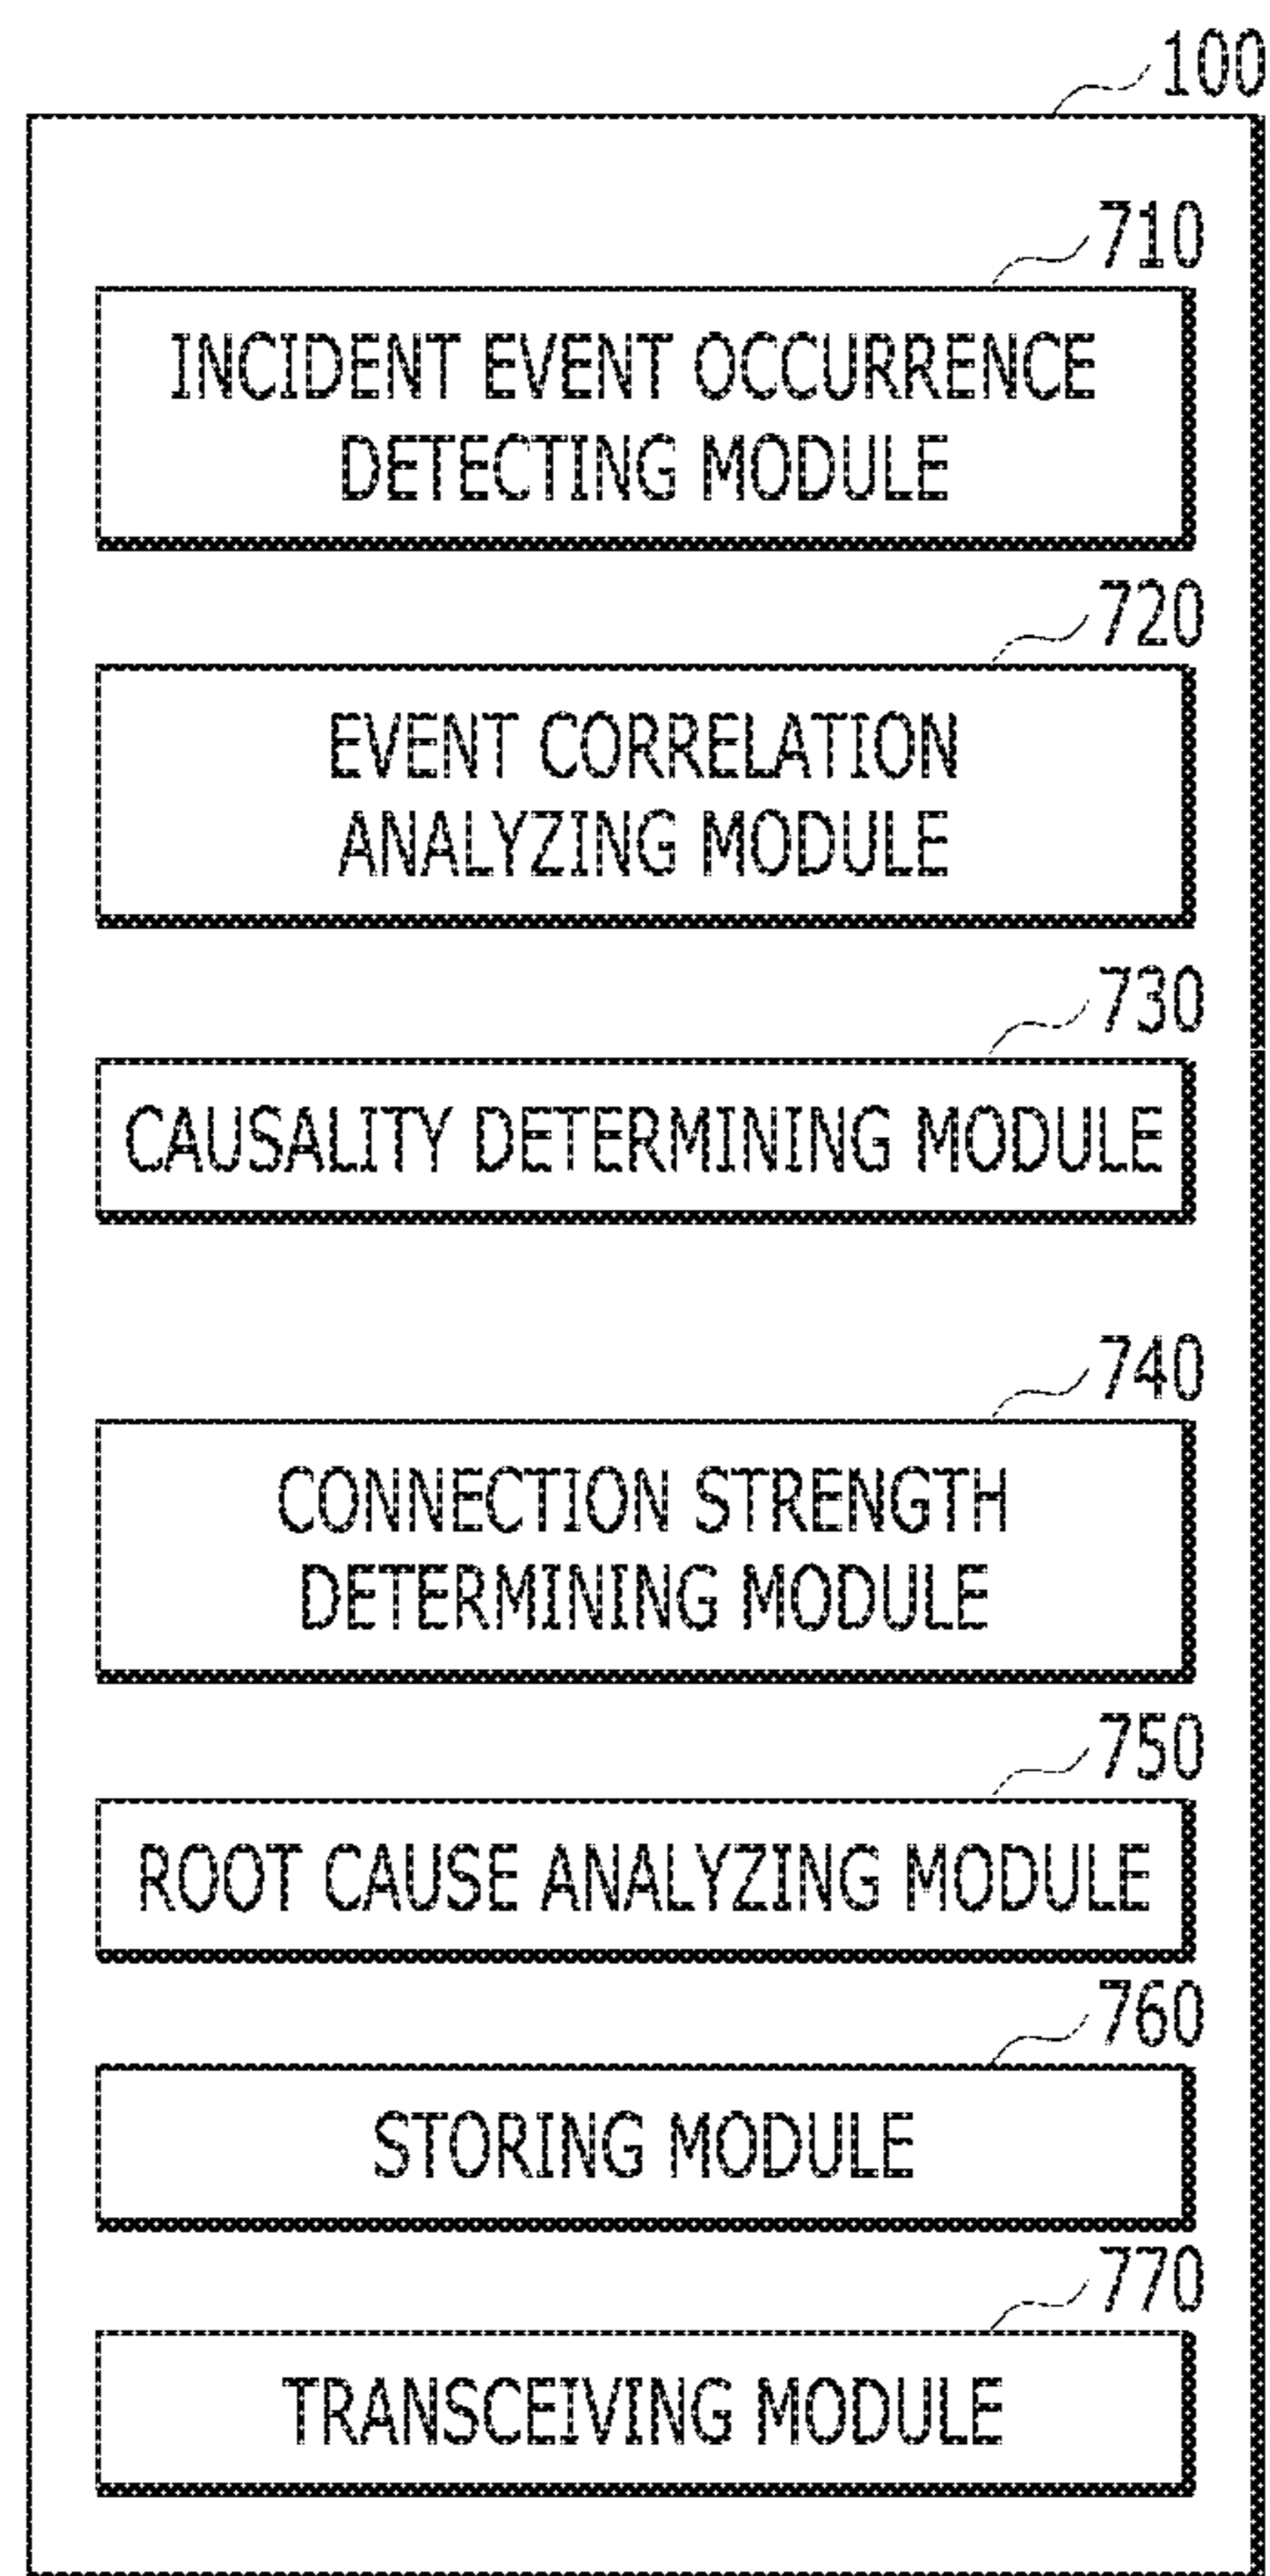 100
710
INCIDENT EVENT OCCURRENCE
DETECTING MODULE
720
EVENT CORRELATION
ANALYZING MODULE
730
CAUSALITY DETERMINING MODULE
740
CONNECTION STRENGTH
DETERMINING MODULE
750
ROOT CAUSE ANALYZING MODULE
760
STORING MODULE
770
TRANSCEIVING MODULE